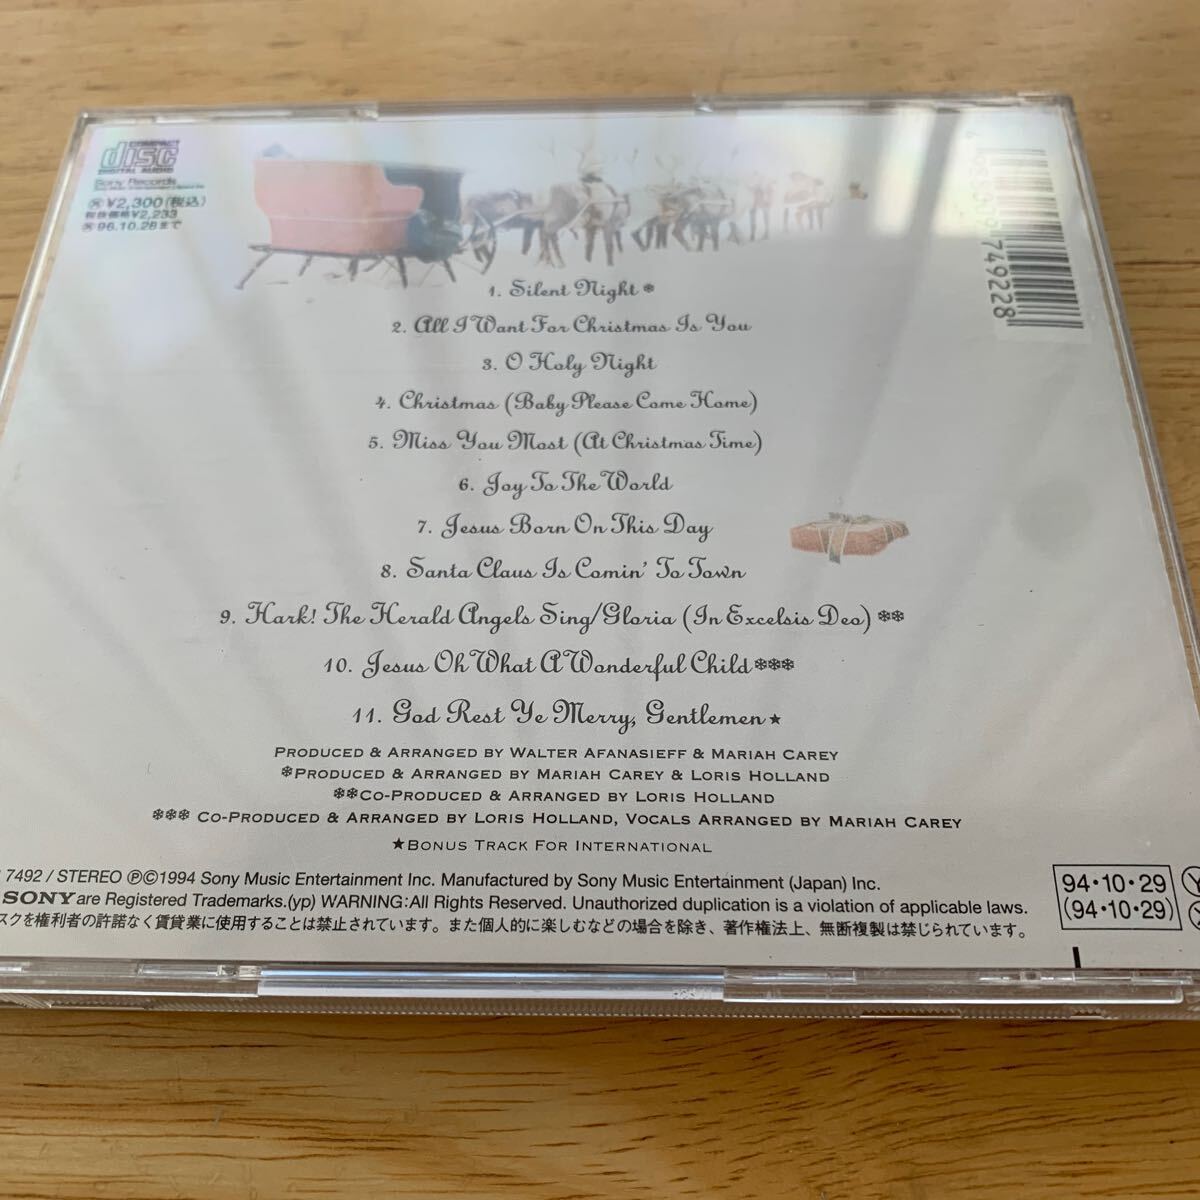 COMPACT
disc
DIGITAL AUDIO
Sony Records
¥2,300(税込)
税抜価格¥2,233
96.10.28まで
749228
1. Silent Night ❄
2. All I Want For Christmas Is You
3. O Holy Night
4. Christmas (Baby Please Come Home)
5. Miss You Most (At Christmas Time)
6. Joy To The World
7. Jesus Born On This Day
8. Santa Claus Is Comin' To Town
9. Hark! The Herald Angels Sing/Gloria (In Excelsis Deo) ❄❄
10. Jesus Oh What A Wonderful Child ❄❄❄
11. God Rest Ye Merry, Gentlemen ★
PRODUCED & ARRANGED BY WALTER AFANASIEFF & MARIAH CAREY
❄PRODUCED & ARRANGED BY MARIAH CAREY & LORIS HOLLAND
❄❄CO-PRODUCED & ARRANGED BY LORIS HOLLAND
❄❄❄ CO-PRODUCED & ARRANGED BY LORIS HOLLAND, VOCALS ARRANGED BY MARIAH CAREY
★BONUS TRACK FOR INTERNATIONAL
7492 / STEREO ℗©1994 Sony Music Entertainment Inc. Manufactured by Sony Music Entertainment (Japan) Inc.
SONY are Registered Trademarks.(yp) WARNING:All Rights Reserved. Unauthorized duplication is a violation of applicable laws.
スクを権利者の許諾なく賃貸業に使用することは禁止されています。また個人的に楽しむなどの場合を除き、著作権法上、無断複製は禁じられています。
94・10・29
(94・10・29)
Y